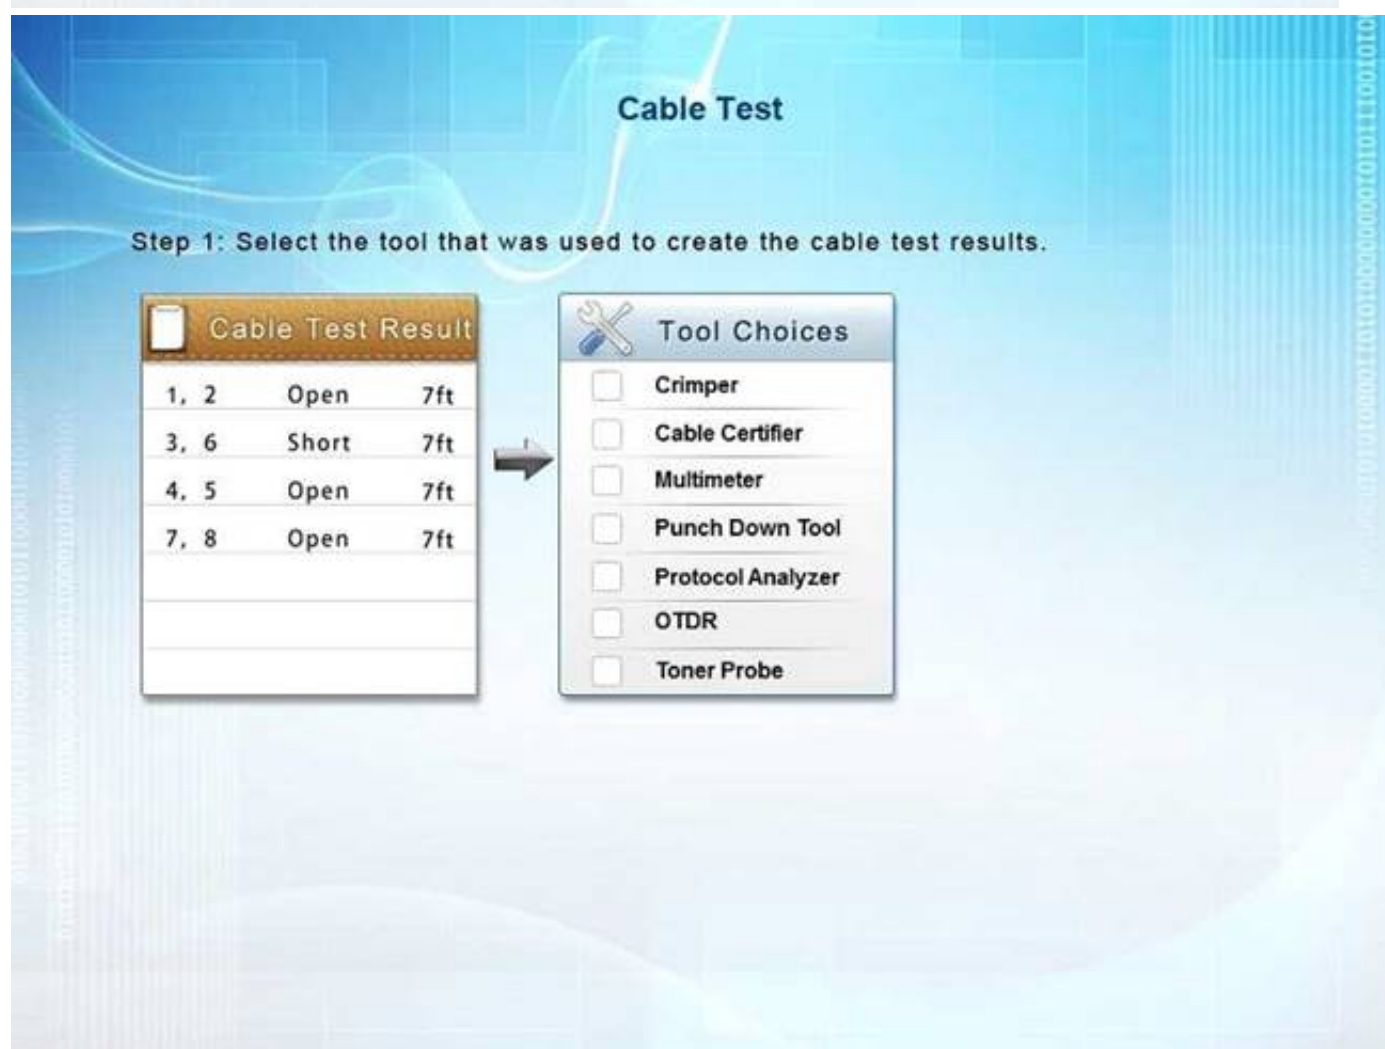 Cable Test
Step 1: Select the tool that was used to create the cable test results.
Cable Test Result
1, 2 Open 7ft
3, 6 Short 7ft
4, 5 Open 7ft
7, 8 Open 7ft
Tool Choices
Crimper
Cable Certifier
Multimeter
Punch Down Tool
Protocol Analyzer
OTDR
Toner Probe